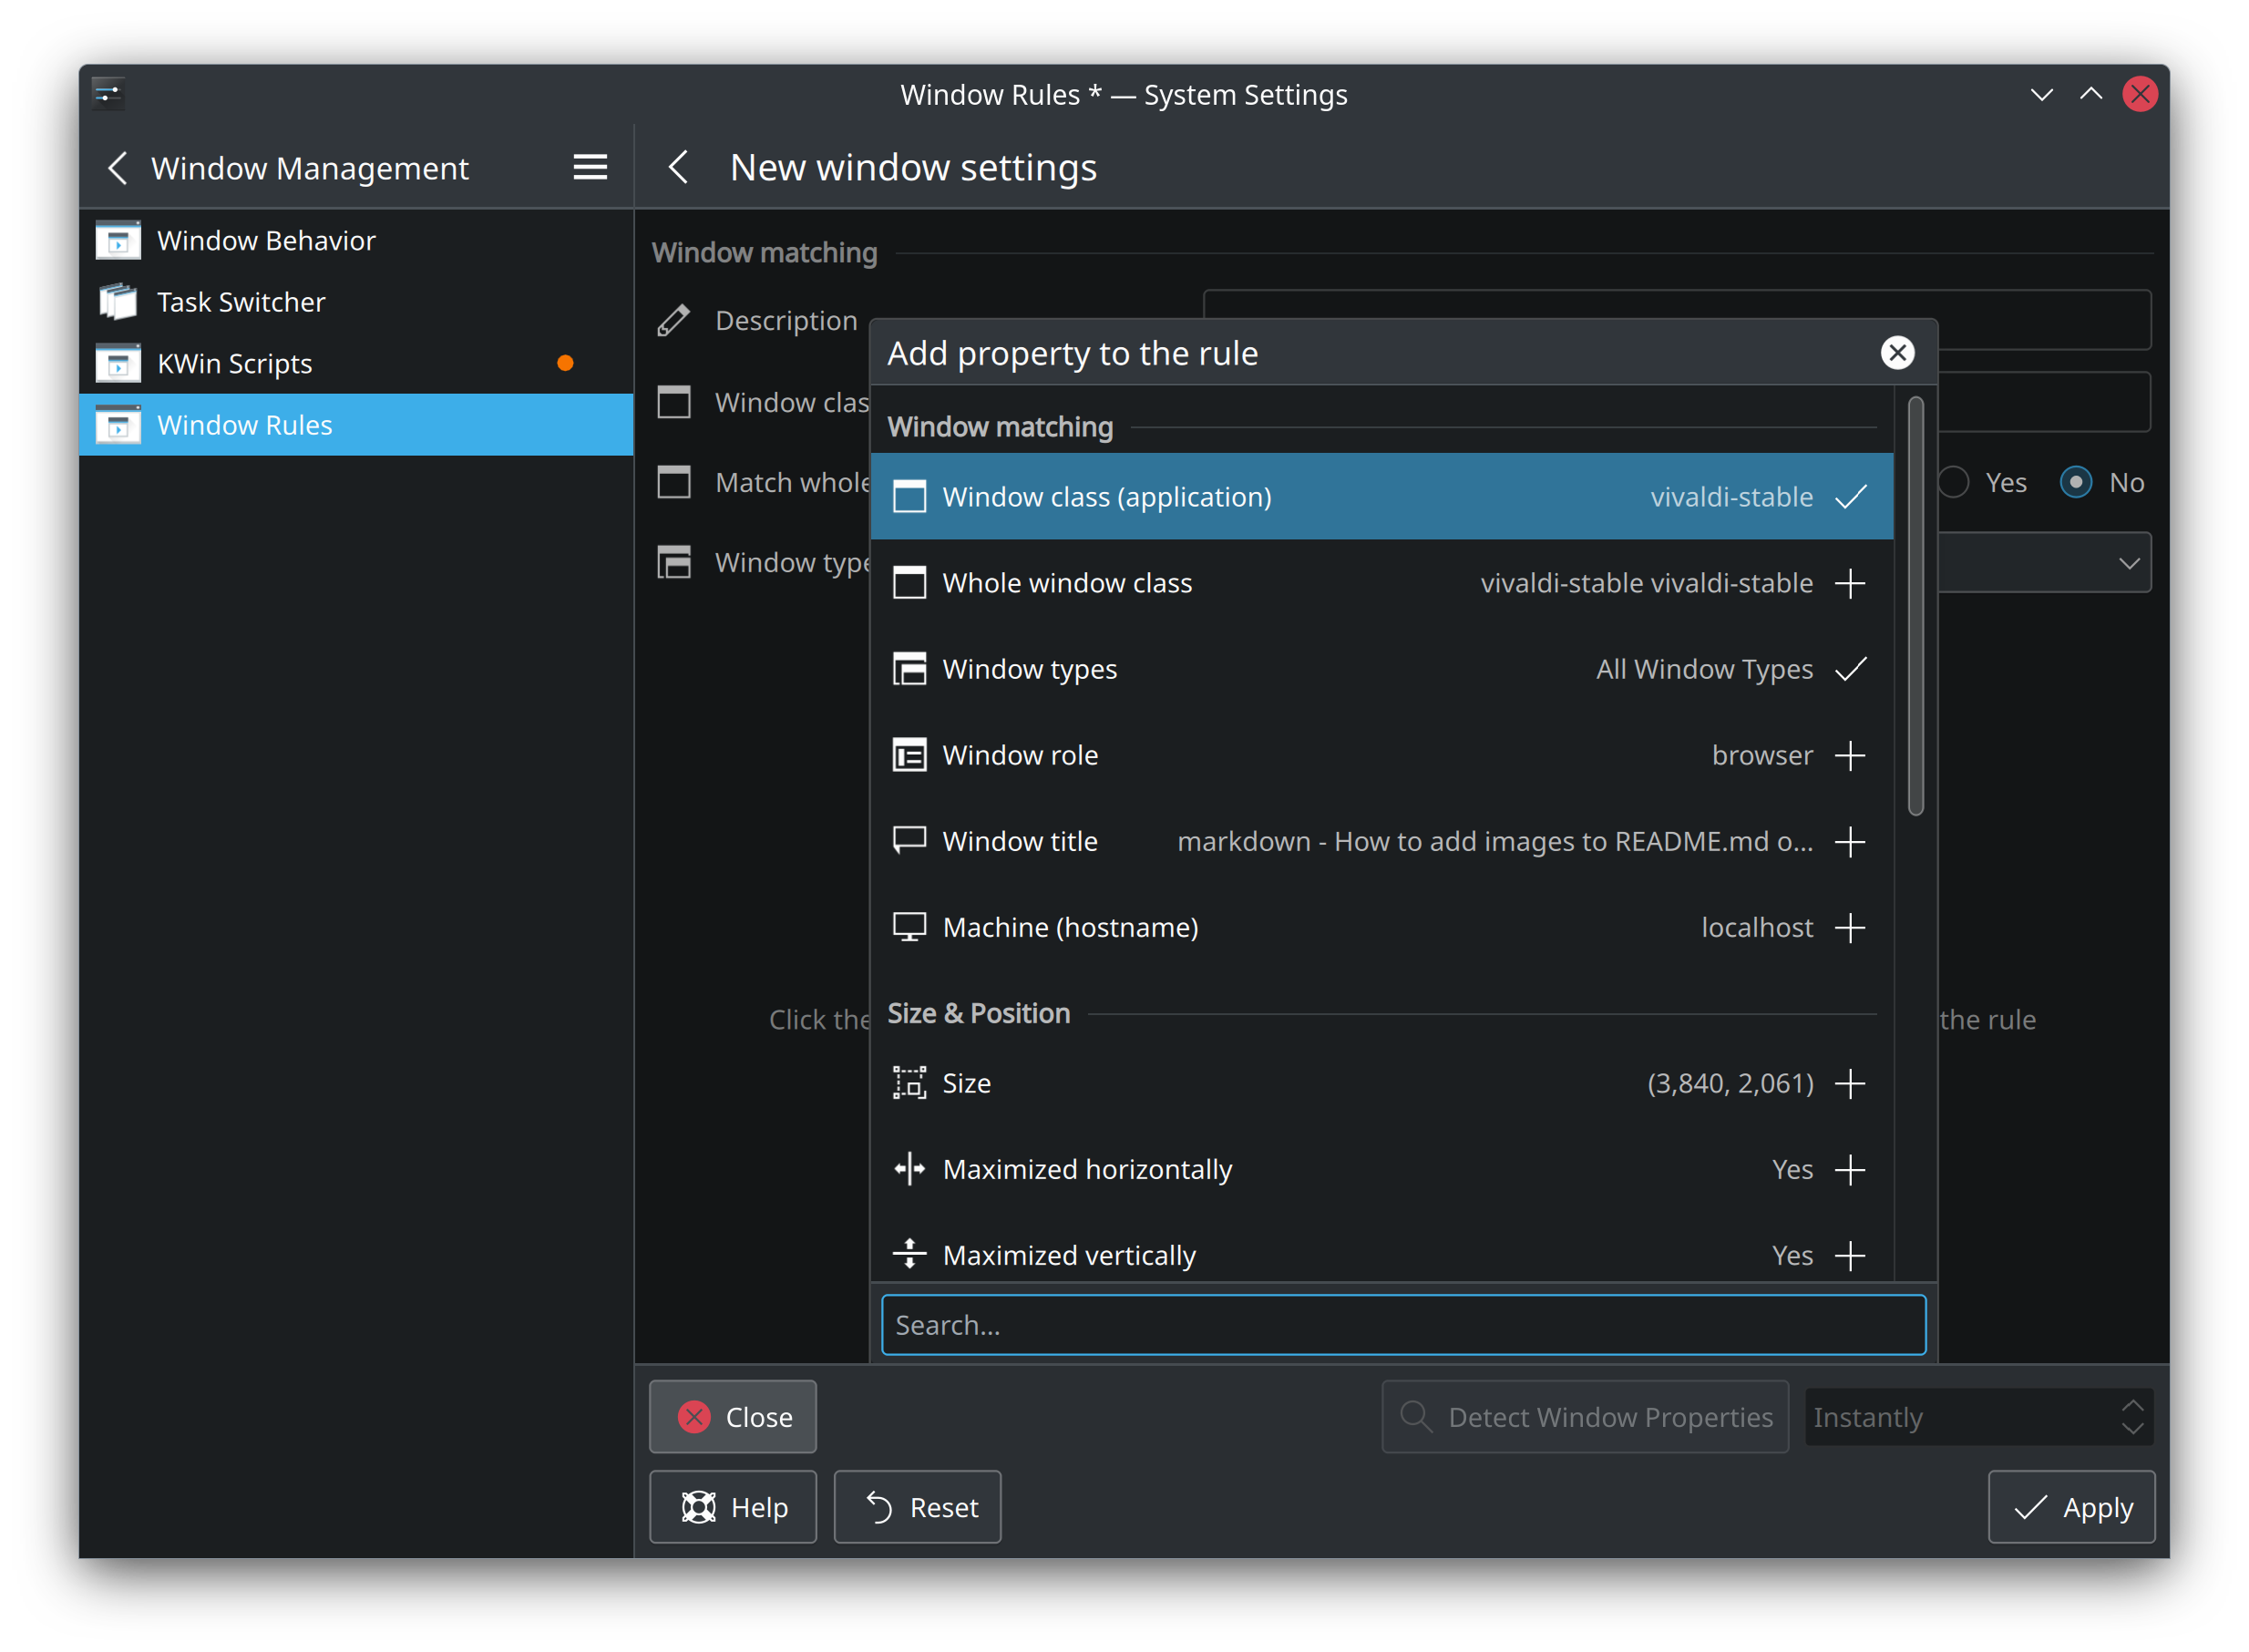 Window Rules * — System Settings
Window Management
New window settings
Window Behavior
Task Switcher
KWin Scripts
Window Rules
Window matching
Description
Window clas
Match whole
Yes
No
Window type
Click the
the rule
Add property to the rule
Window matching
Window class (application) vivaldi-stable
Whole window class vivaldi-stable vivaldi-stable
Window types All Window Types
Window role browser
Window title markdown - How to add images to README.md o...
Machine (hostname) localhost
Size & Position
Size (3,840, 2,061)
Maximized horizontally Yes
Maximized vertically Yes
Search...
Close
Detect Window Properties
Instantly
Help
Reset
Apply